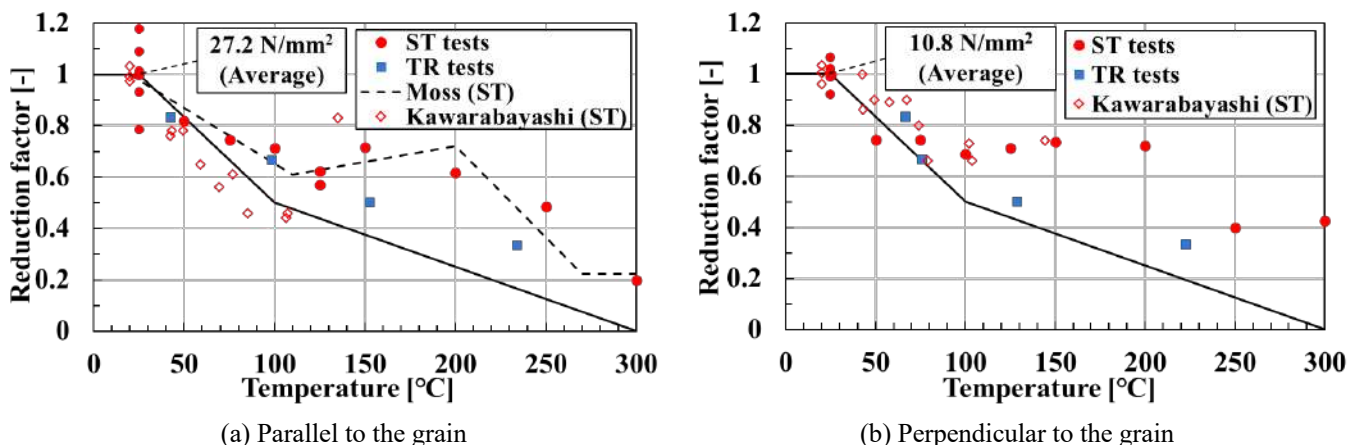 1.2
1
0.8
0.6
0.4
0.2
0
Reduction factor [-]
27.2 N/mm²
(Average)
ST tests
TR tests
Moss (ST)
Kawarabayashi (ST)
0 50 100 150 200 250 300
Temperature [°C]
(a) Parallel to the grain
1.2
1
0.8
0.6
0.4
0.2
0
Reduction factor [-]
10.8 N/mm²
(Average)
ST tests
TR tests
Kawarabayashi (ST)
0 50 100 150 200 250 300
Temperature [°C]
(b) Perpendicular to the grain